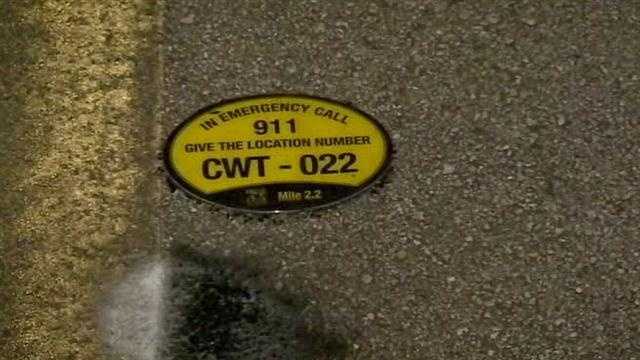 IN EMERGENCY CALL
911
GIVE THE LOCATION NUMBER
CWT - 022
Mile 2.2